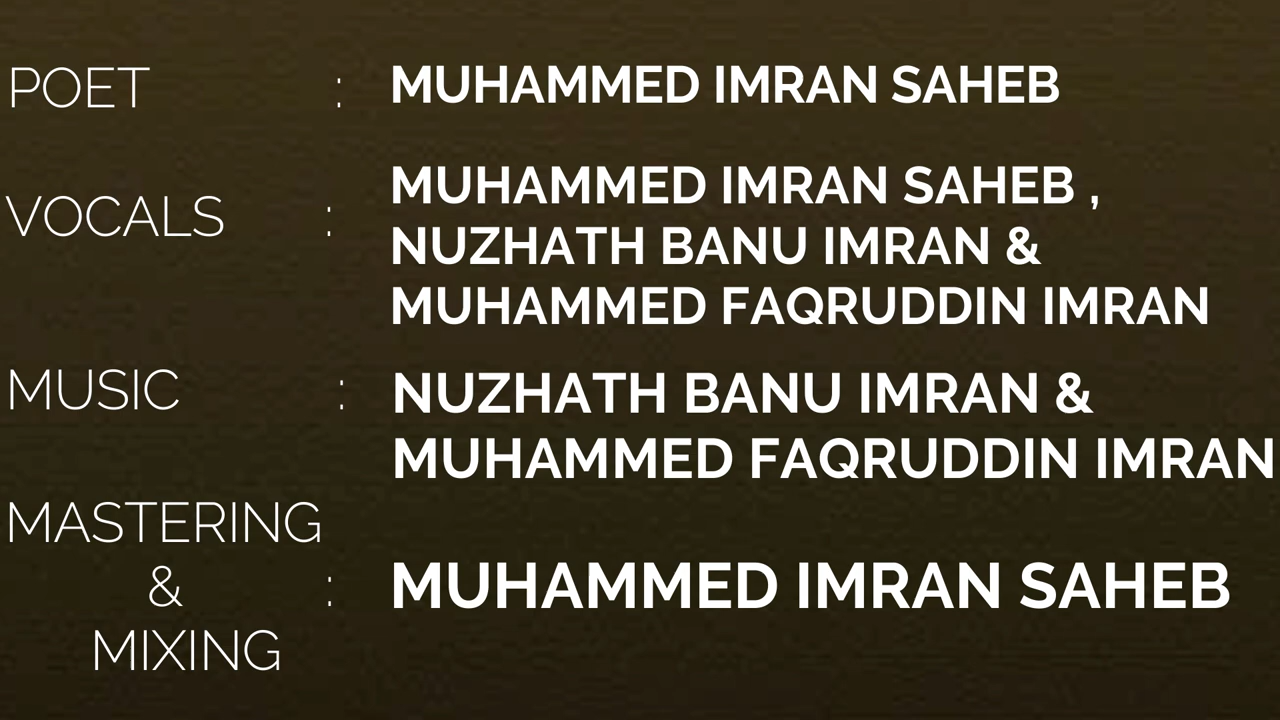 POET : MUHAMMED IMRAN SAHEB
VOCALS : MUHAMMED IMRAN SAHEB ,
NUZHATH BANU IMRAN &
MUHAMMED FAQRUDDIN IMRAN
MUSIC : NUZHATH BANU IMRAN &
MUHAMMED FAQRUDDIN IMRAN
MASTERING
& : MUHAMMED IMRAN SAHEB
MIXING